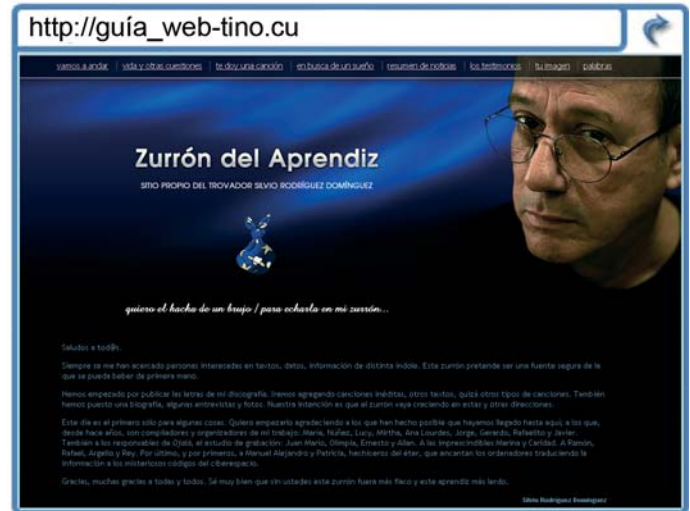 http://guía_web-tino.cu
vamos a andar | vida y otras cuestiones | te doy una canción | en busca de un sueño | resumen de noticias | los testimonios | tu imagen | palabras
Zurrón del Aprendiz
SITIO PROPIO DEL TROVADOR SILVIO RODRÍGUEZ DOMÍNGUEZ
quiero el hacha de un brujo / para echarla en mi zurrón...
Saludos a tod@s.
Siempre se me han acercado personas interesadas en textos, datos, información de distinta índole. Este zurrón pretende ser una fuente segura de la
que se pueda beber de primera mano.
Hemos empezado por publicar las letras de mi discografía. Iremos agregando canciones inéditas, otros textos, quizá otros tipos de canciones. También
hemos puesto una biografía, algunas entrevistas y fotos. Nuestra intención es que el zurrón vaya creciendo en estas y otras direcciones.
Este día es el primero sólo para algunas cosas. Quiero empezarlo agradeciendo a los que han hecho posible que hayamos llegado hasta aquí; a los que,
desde hace años, son compiladores y organizadores de mi trabajo: María, Núñez, Lucy, Mirtha, Ana Lourdes, Jorge, Gerardo, Rafaelito y Javier.
También a los responsables de Ojalá, el estudio de grabación: Juan Mario, Olimpia, Ernesto y Allan. A las imprescindibles Marina y Caridad. A Ramón,
Rafael, Argelio y Rey. Por último, y por primeros, a Manuel Alejandro y Patricia, hechiceros del éter, que encantan los ordenadores traduciendo la
información a los misteriosos códigos del ciberespacio.
Gracias, muchas gracias a todas y todos. Sé muy bien que sin ustedes este zurrón fuera más flaco y este aprendiz más lerdo.
Silvio Rodríguez Domínguez